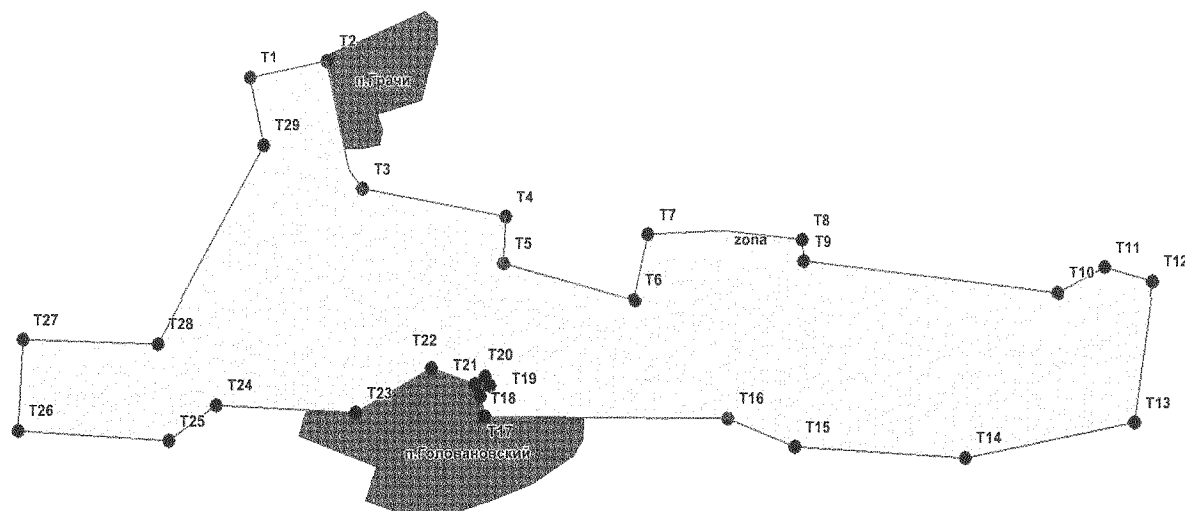 T2
T1
п.Грачи
T29
T3
T4
T7
T8
zona
T5
T9
T11
T12
T10
T6
T27
T28
T22
T20
T21
T19
T24
T23
T18
T16
T13
T26
T25
T17
T15
T14
п.Головановский